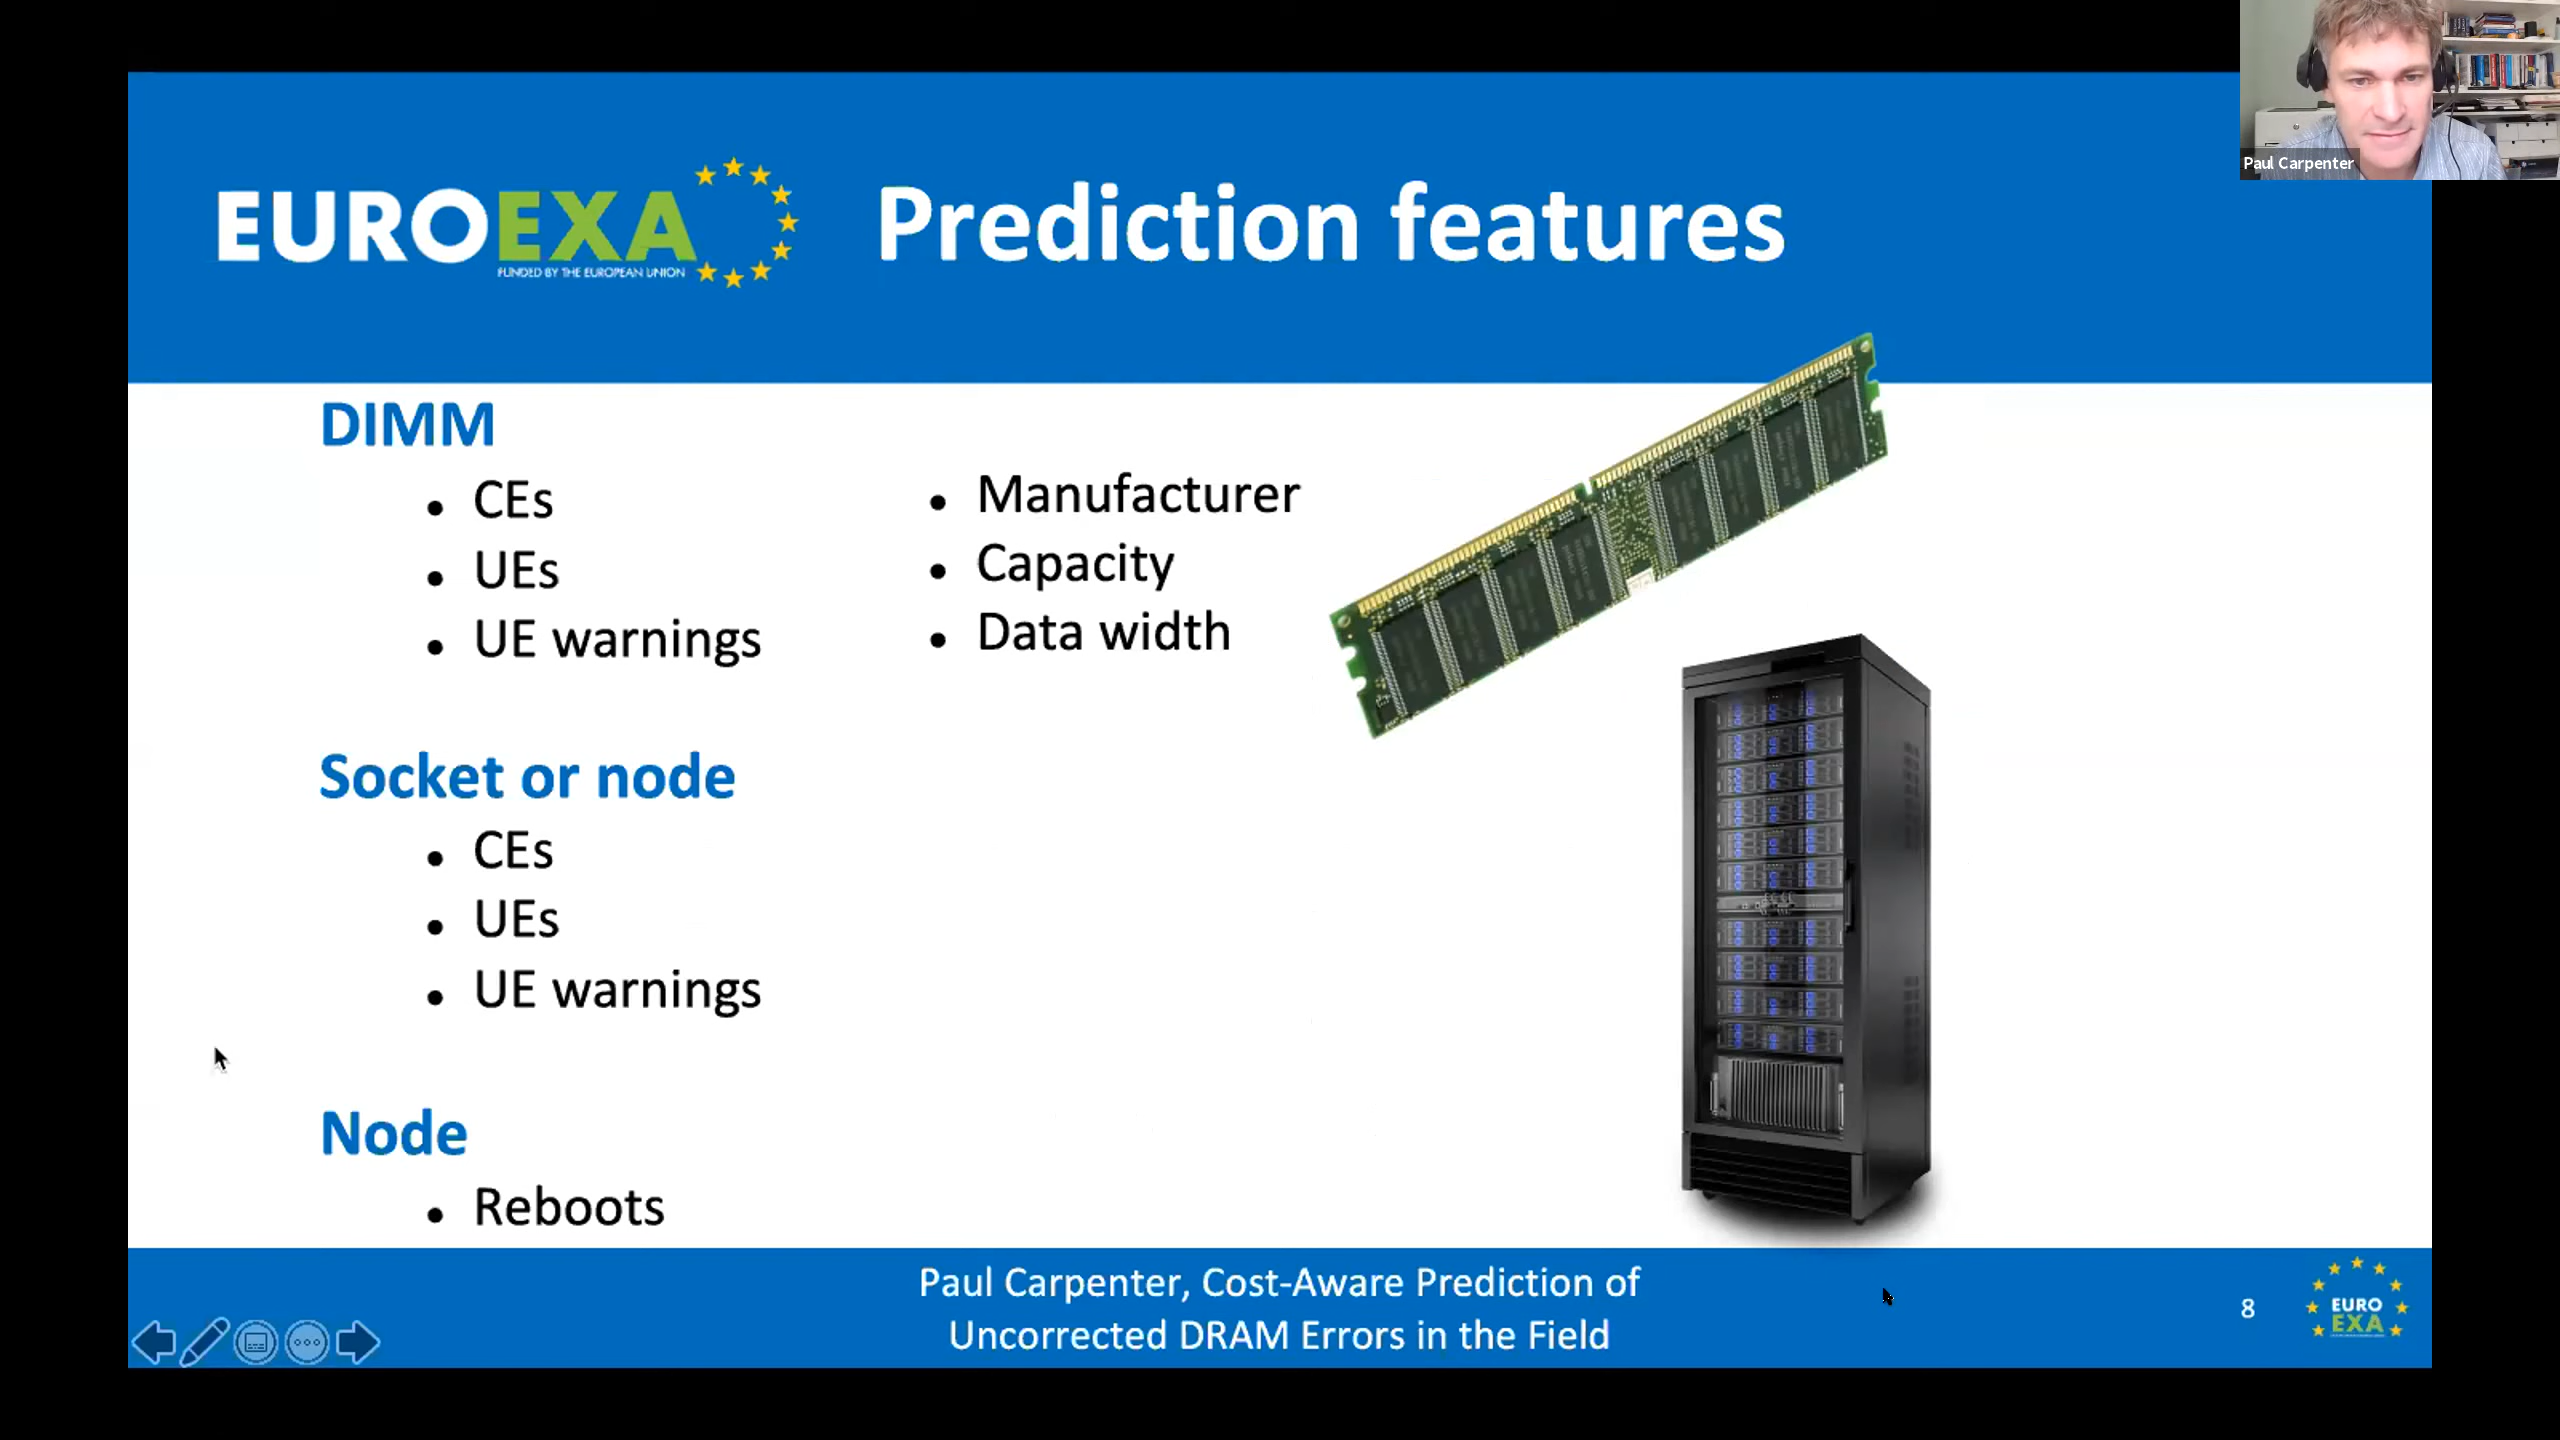 Paul Carpenter
EUROEXA
FUNDED BY THE EUROPEAN UNION
Prediction features
DIMM
CEs
UEs
UE warnings
Manufacturer
Capacity
Data width
Socket or node
CEs
UEs
UE warnings
Node
Reboots
Paul Carpenter, Cost-Aware Prediction of
Uncorrected DRAM Errors in the Field
8
EURO
EXA